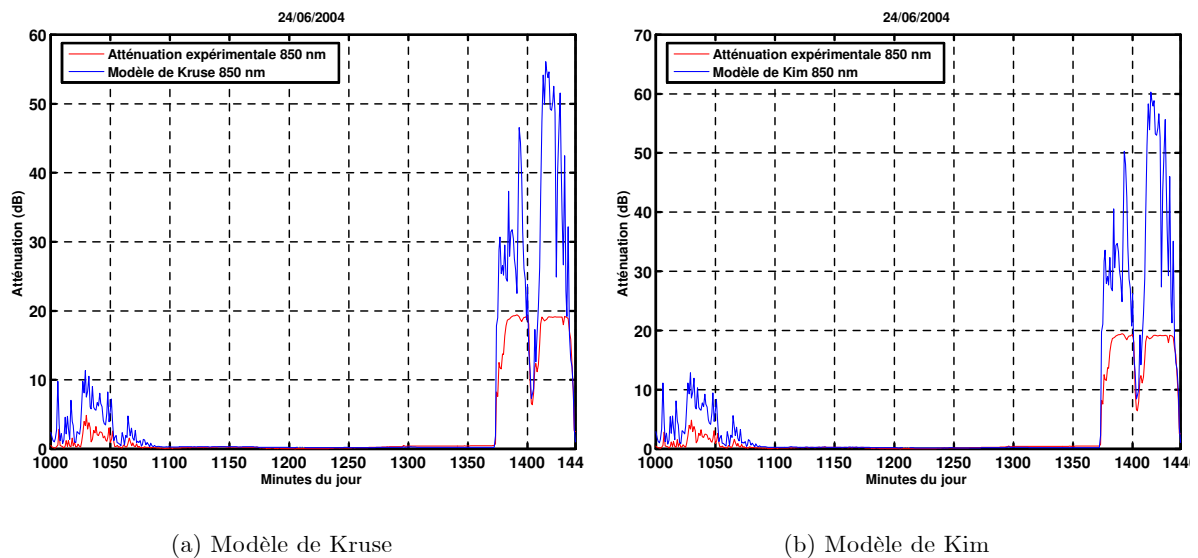 24/06/2004
Atténuation expérimentale 850 nm
Modèle de Kruse 850 nm
Atténuation (dB)
60
50
40
30
20
10
0
1000 1050 1100 1150 1200 1250 1300 1350 1400 144
Minutes du jour
(a) Modèle de Kruse
24/06/2004
Atténuation expérimentale 850 nm
Modèle de Kim 850 nm
Atténuation (dB)
70
60
50
40
30
20
10
0
1000 1050 1100 1150 1200 1250 1300 1350 1400 1440
Minutes du jour
(b) Modèle de Kim